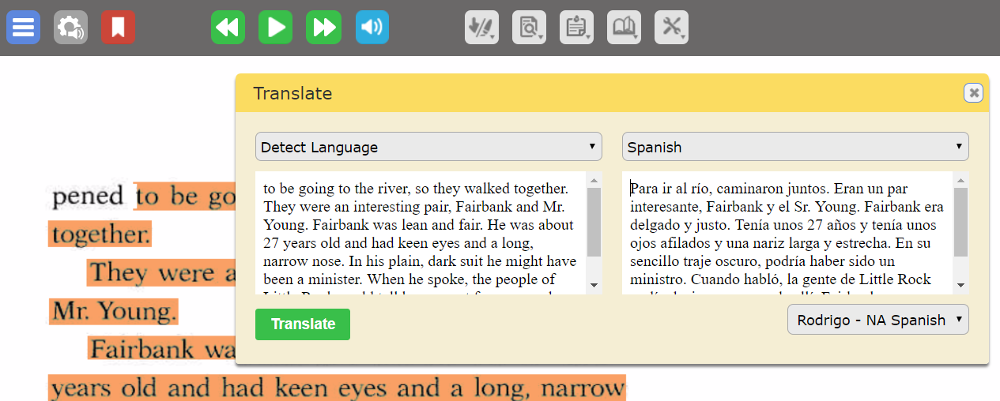 Translate
Detect Language
Spanish
to be going to the river, so they walked together.
They were an interesting pair, Fairbank and Mr.
Young. Fairbank was lean and fair. He was about
27 years old and had keen eyes and a long,
narrow nose. In his plain, dark suit he might have
been a minister. When he spoke, the people of
Para ir al río, caminaron juntos. Eran un par
interesante, Fairbank y el Sr. Young. Fairbank era
delgado y justo. Tenía unos 27 años y tenía unos
ojos afilados y una nariz larga y estrecha. En su
sencillo traje oscuro, podría haber sido un
ministro. Cuando habló, la gente de Little Rock
Translate
Rodrigo - NA Spanish
pened to be go
together.
They were a
Mr. Young.
Fairbank wa
years old and had keen eyes and a long, narrow